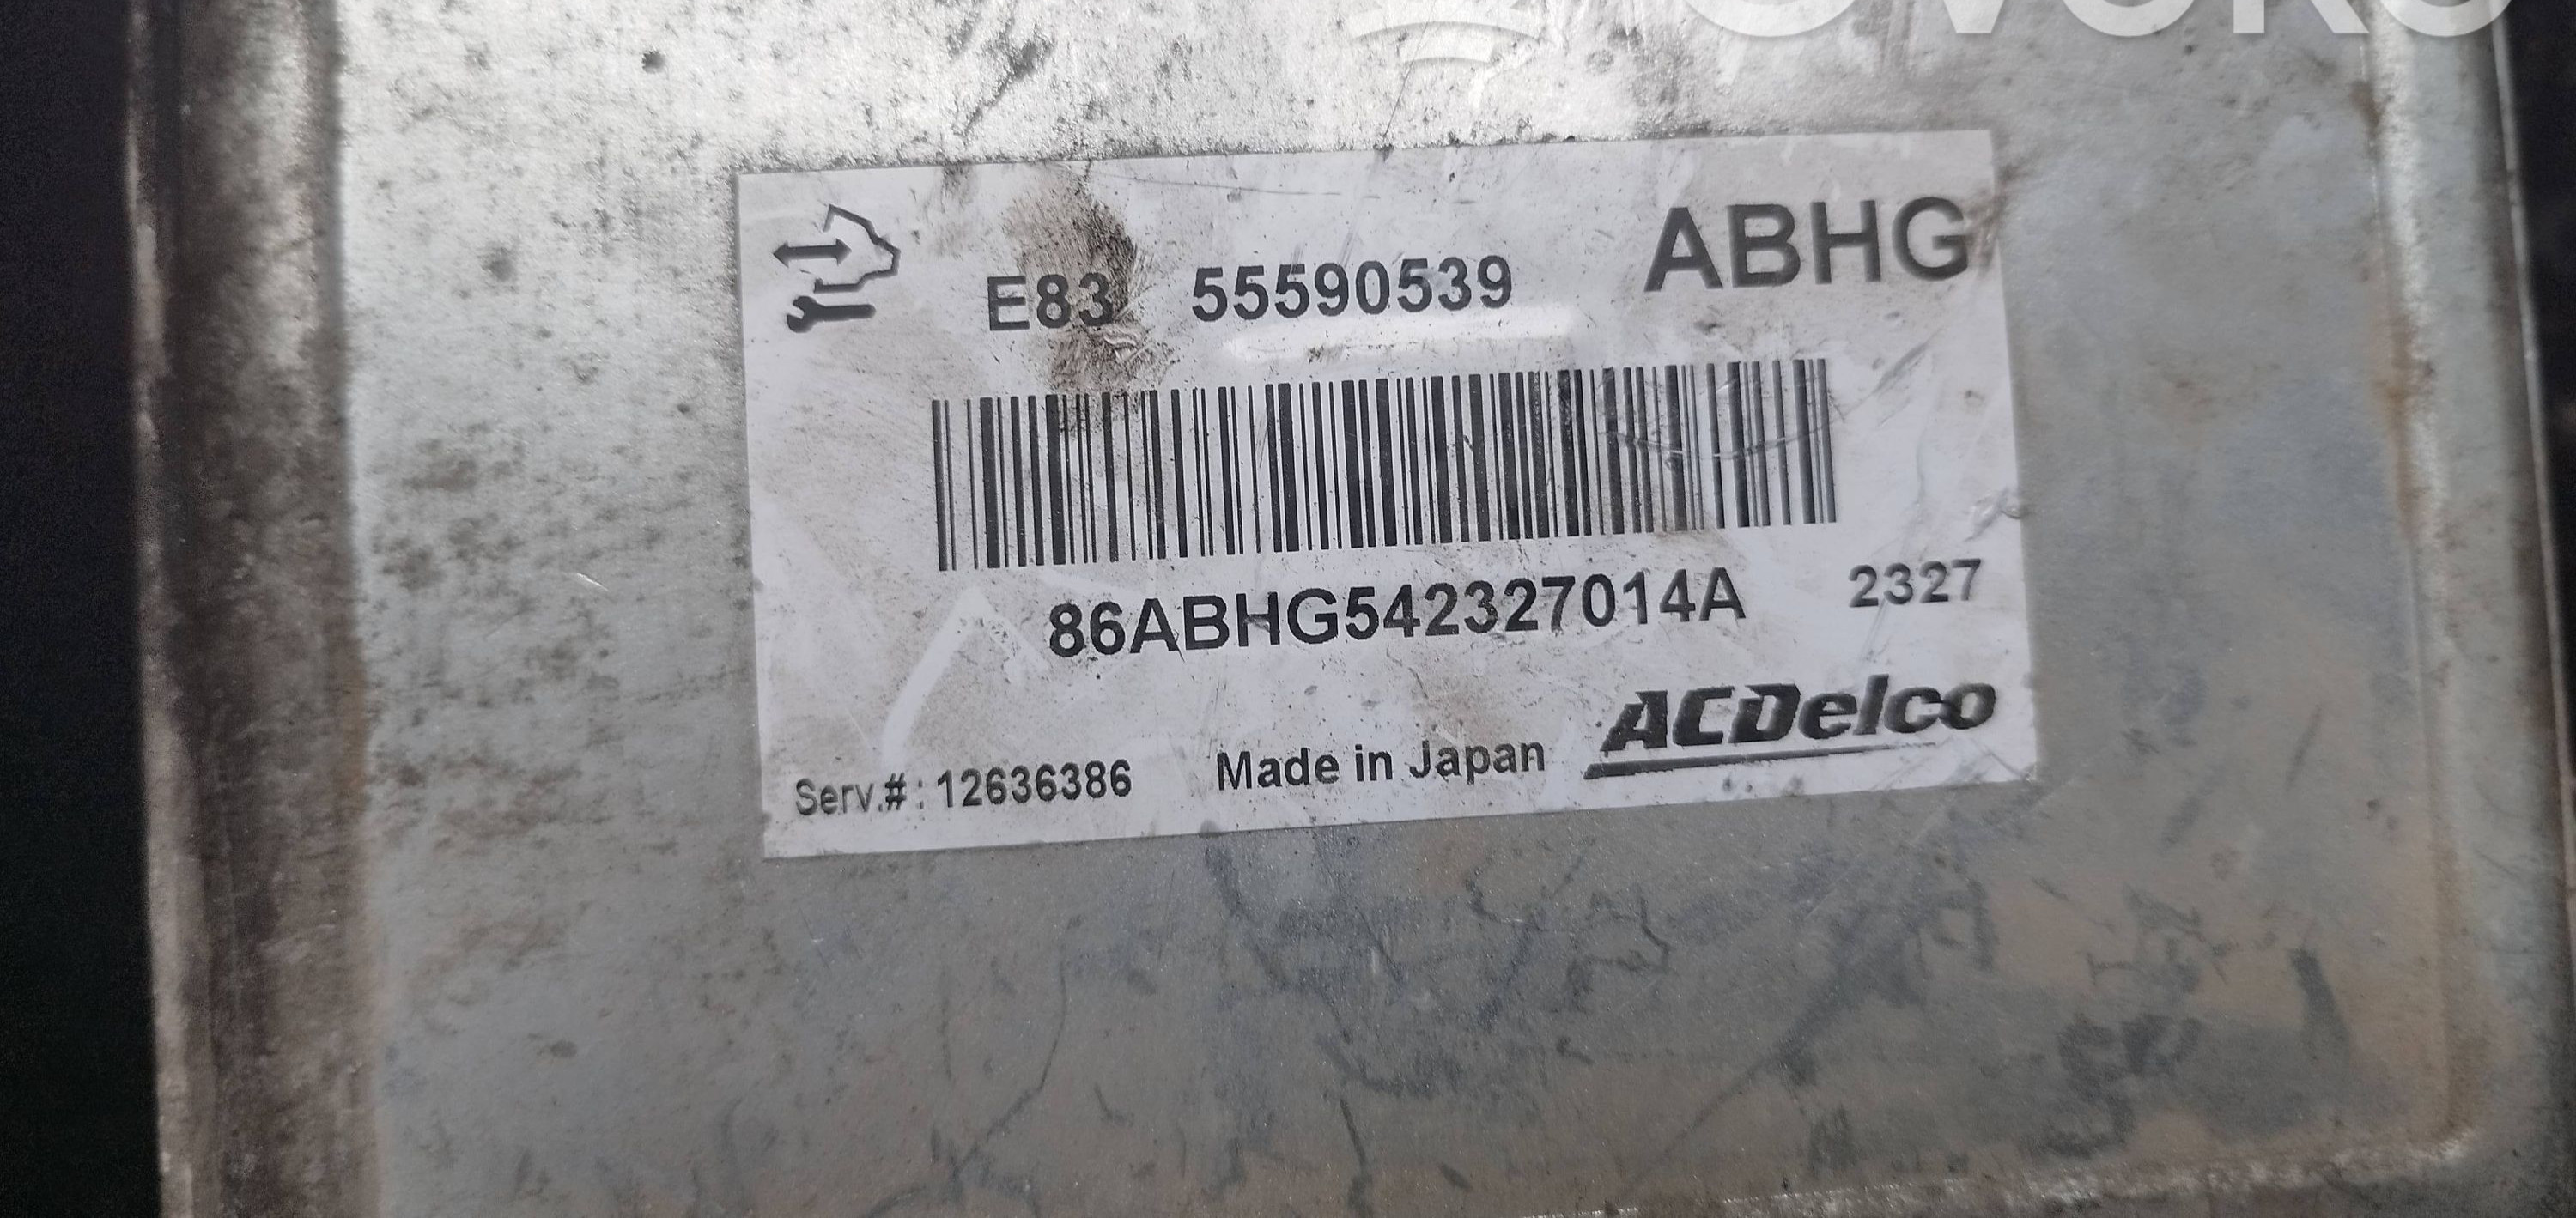 E83 55590539 ABHG
86ABHG542327014A 2327
ACDelco
Serv.#: 12636386 Made in Japan